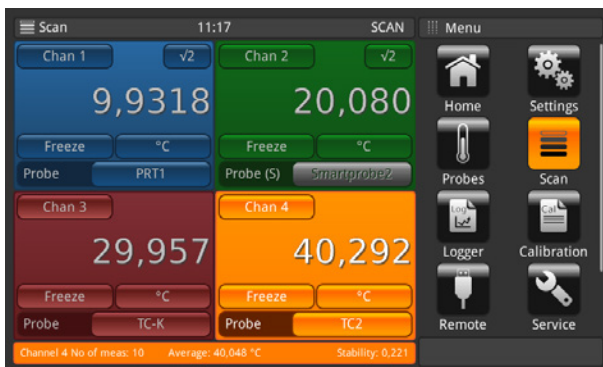 Scan 11:17 SCAN
Chan 1 √2
9,9318
Freeze °C
Probe PRT1
Chan 2 √2
20,080
Freeze °C
Probe (S) Smartprobe2
Chan 3
29,957
Freeze °C
Probe TC-K
Chan 4
40,292
Freeze °C
Probe TC2
Channel 4 No of meas: 10 Average: 40,048 °C Stability: 0,221
Menu
Home Settings
Probes Scan
Log
Cal
Logger Calibration
Remote Service